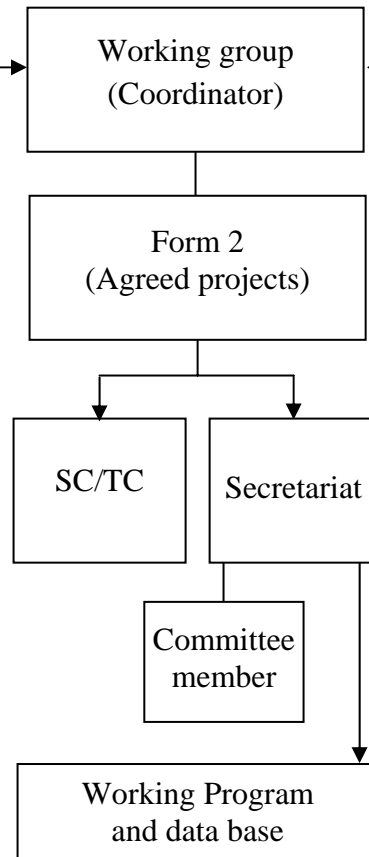 Working group
(Coordinator)
Form 2
(Agreed projects)
SC/TC
Secretariat
Committee
member
Working Program
and data base